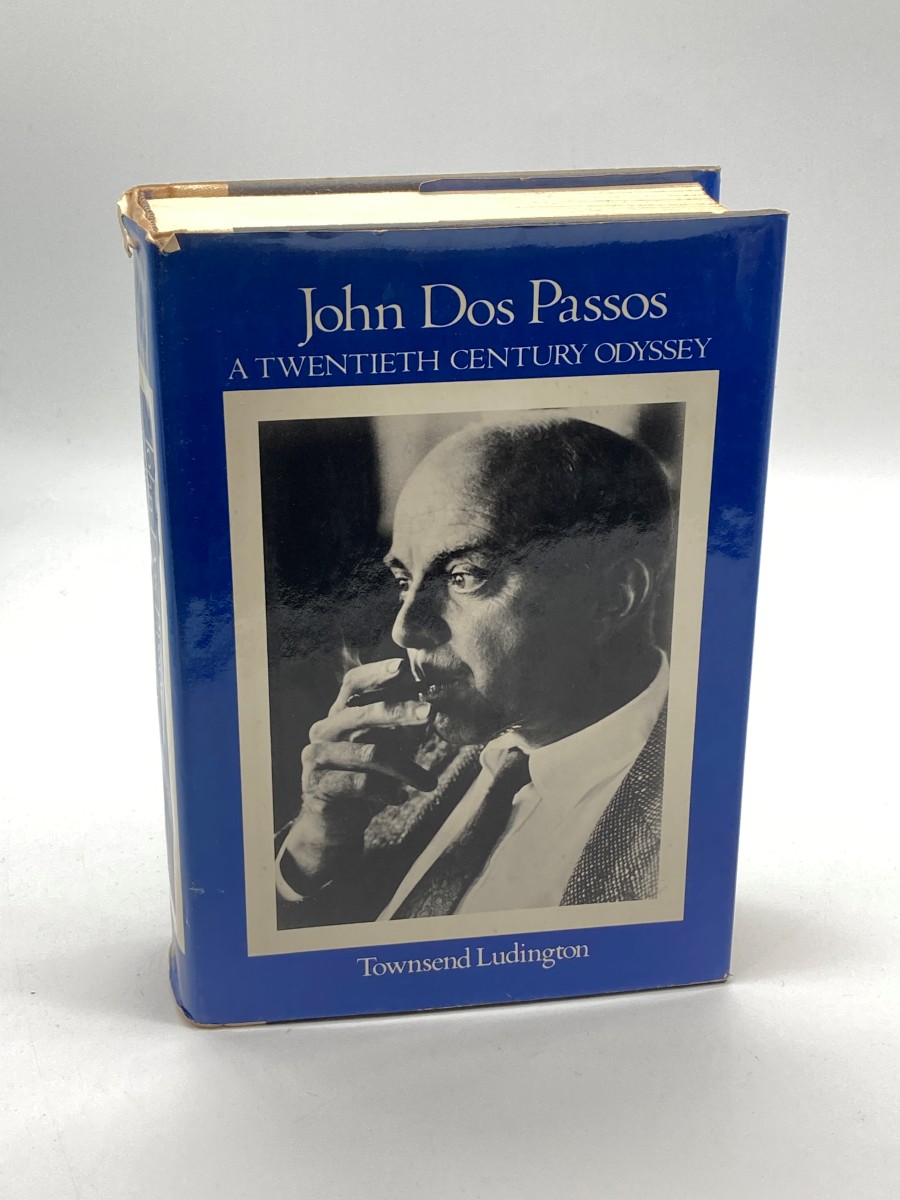 John Dos Passos
A TWENTIETH CENTURY ODYSSEY
Townsend Ludington